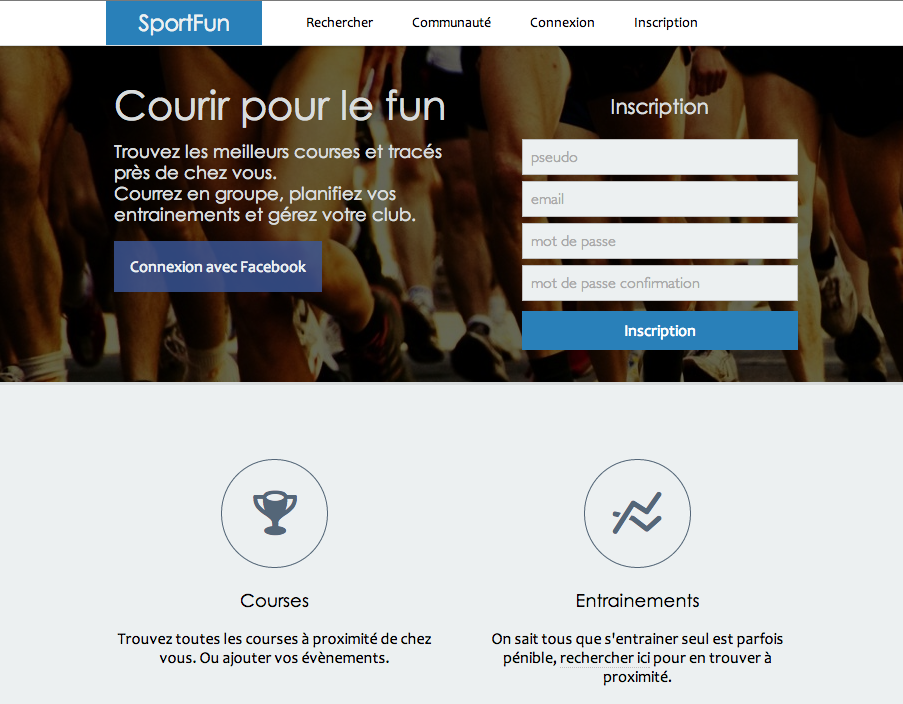 SportFun
Rechercher
Communauté
Connexion
Inscription
Courir pour le fun
Trouvez les meilleurs courses et tracés
près de chez vous.
Courrez en groupe, planifiez vos
entrainements et gérez votre club.
Connexion avec Facebook
Inscription
pseudo
email
mot de passe
mot de passe confirmation
Inscription
Courses
Trouvez toutes les courses à proximité de chez
vous. Ou ajouter vos évènements.
Entrainements
On sait tous que s'entrainer seul est parfois
pénible, rechercher ici pour en trouver à
proximité.